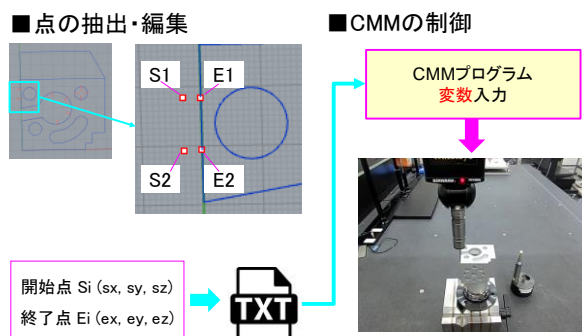 ■点の抽出・編集
■CMMの制御
S1
E1
S2
E2
CMMプログラム
変数入力
開始点 Si (sx, sy, sz)
終了点 Ei (ex, ey, ez)
TXT